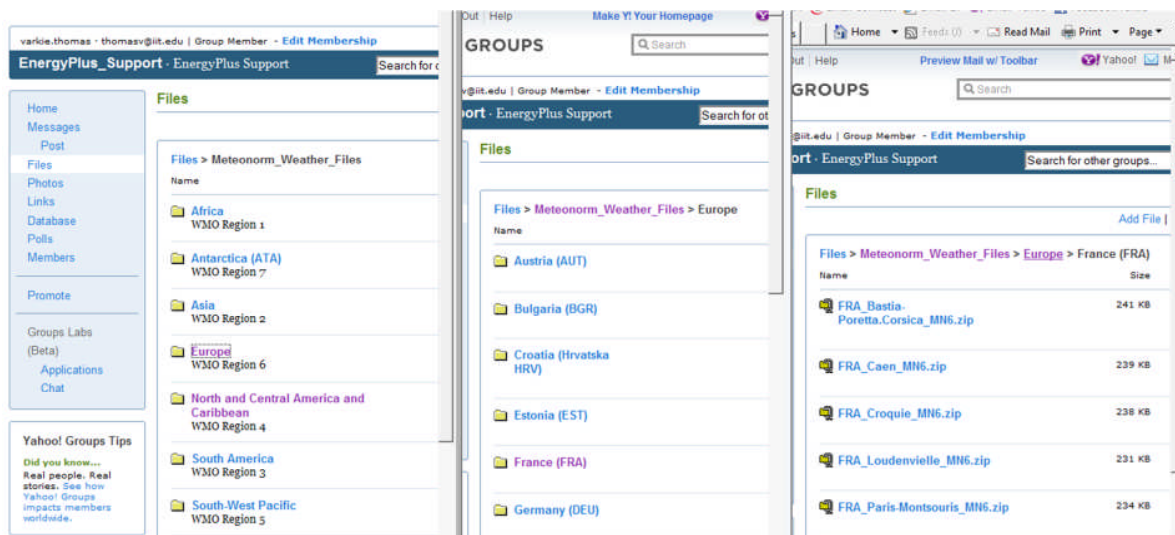 varkie.thomas - thomasv@iit.edu | Group Member - Edit Membership
EnergyPlus_Support · EnergyPlus Support
Search for
Home
Messages
Post
Files
Photos
Links
Database
Polls
Members
Promote
Groups Labs
(Beta)
Applications
Chat
Yahoo! Groups Tips
Did you know...
Real people. Real
stories. See how
Yahoo! Groups
impacts members
worldwide.
Files
Files > Meteonorm_Weather_Files
Name
Africa
WMO Region 1
Antarctica (ATA)
WMO Region 7
Asia
WMO Region 2
Europe
WMO Region 6
North and Central America and
Caribbean
WMO Region 4
South America
WMO Region 3
South-West Pacific
WMO Region 5
Out | Help Make Y! Your Homepage
GROUPS
Search
v@iit.edu | Group Member - Edit Membership
port · EnergyPlus Support
Search for ot
Files
Files > Meteonorm_Weather_Files > Europe
Name
Austria (AUT)
Bulgaria (BGR)
Croatia (Hrvatska
HRV)
Estonia (EST)
France (FRA)
Germany (DEU)
Home Feeds (J) Read Mail Print Page
Out | Help Preview Mail w/ Toolbar Yahoo! M
GROUPS
Search
@iit.edu | Group Member - Edit Membership
ort · EnergyPlus Support
Search for other groups...
Files
Add File |
Files > Meteonorm_Weather_Files > Europe > France (FRA)
Name Size
FRA_Bastia-
Poretta.Corsica_MN6.zip 241 KB
FRA_Caen_MN6.zip 239 KB
FRA_Croquie_MN6.zip 238 KB
FRA_Loudenvielle_MN6.zip 231 KB
FRA_Paris-Montsouris_MN6.zip 234 KB